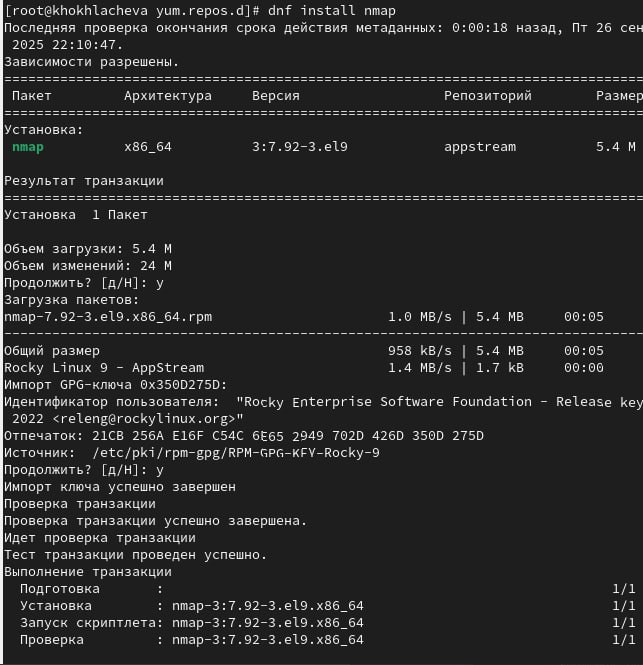 [root@khokhlacheva yum.repos.d]# dnf install nmap
Последняя проверка окончания срока действия метаданных: 0:00:18 назад, Пт 26 сен
2025 22:10:47.
Зависимости разрешены.
================================================================================
Пакет Архитектура Версия Репозиторий Размер
================================================================================
Установка:
nmap x86_64 3:7.92-3.el9 appstream 5.4 M
Результат транзакции
================================================================================
Установка 1 Пакет
Объем загрузки: 5.4 M
Объем изменений: 24 M
Продолжить? [д/Н]: y
Загрузка пакетов:
nmap-7.92-3.el9.x86_64.rpm 1.0 MB/s | 5.4 MB 00:05
--------------------------------------------------------------------------------
Общий размер 958 kB/s | 5.4 MB 00:05
Rocky Linux 9 - AppStream 1.4 MB/s | 1.7 kB 00:00
Импорт GPG-ключа 0x350D275D:
Идентификатор пользователя: "Rocky Enterprise Software Foundation - Release key
2022 <releng@rockylinux.org>"
Отпечаток: 21CB 256A E16F C54C 6E65 2949 702D 426D 350D 275D
Источник: /etc/pki/rpm-gpg/RPM-GPG-KEY-Rocky-9
Продолжить? [д/Н]: y
Импорт ключа успешно завершен
Проверка транзакции
Проверка транзакции успешно завершена.
Идет проверка транзакции
Тест транзакции проведен успешно.
Выполнение транзакции
Подготовка : 1/1
Установка : nmap-3:7.92-3.el9.x86_64 1/1
Запуск скриптлета: nmap-3:7.92-3.el9.x86_64 1/1
Проверка : nmap-3:7.92-3.el9.x86_64 1/1